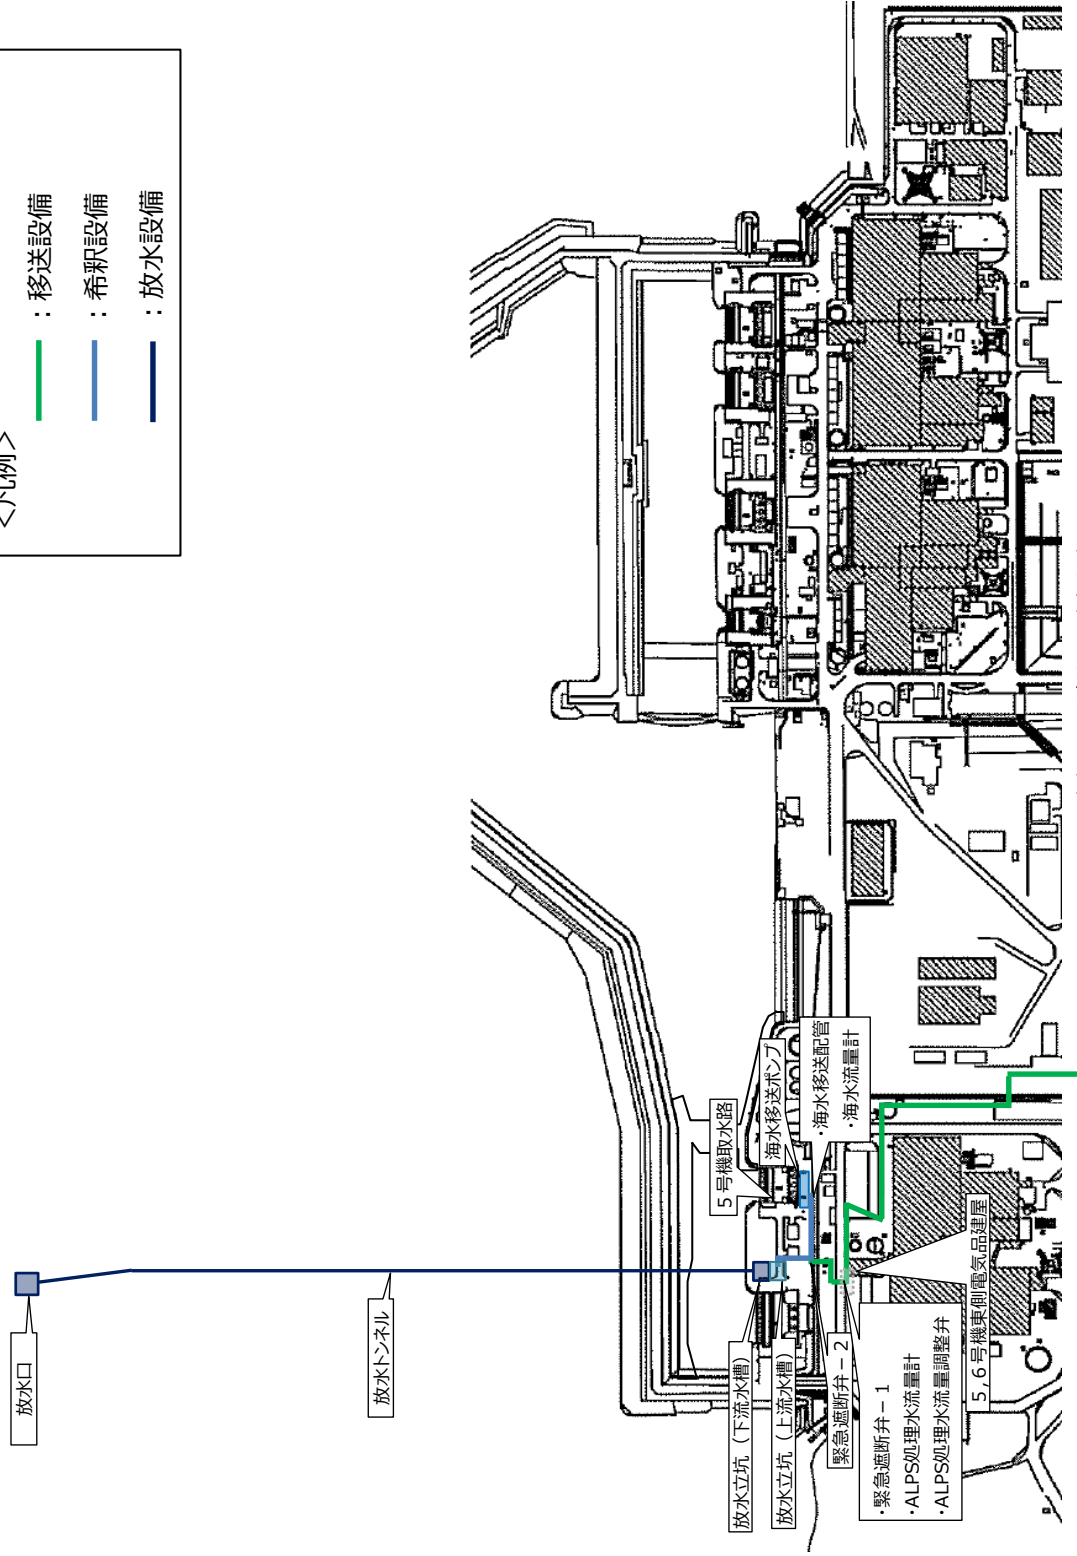 <凡例>
：移送設備
：希釈設備
：放水設備
放水口
放水トンネル
5号機取水路
海水移送ポンプ
・海水移送配管
・海水流量計
放水立坑（下流水槽）
放水立坑（上流水槽）
緊急遮断弁－2
・緊急遮断弁－1
・ALPS処理水流量計
・ALPS処理水流量調整弁
5,6号機東側電気品建屋